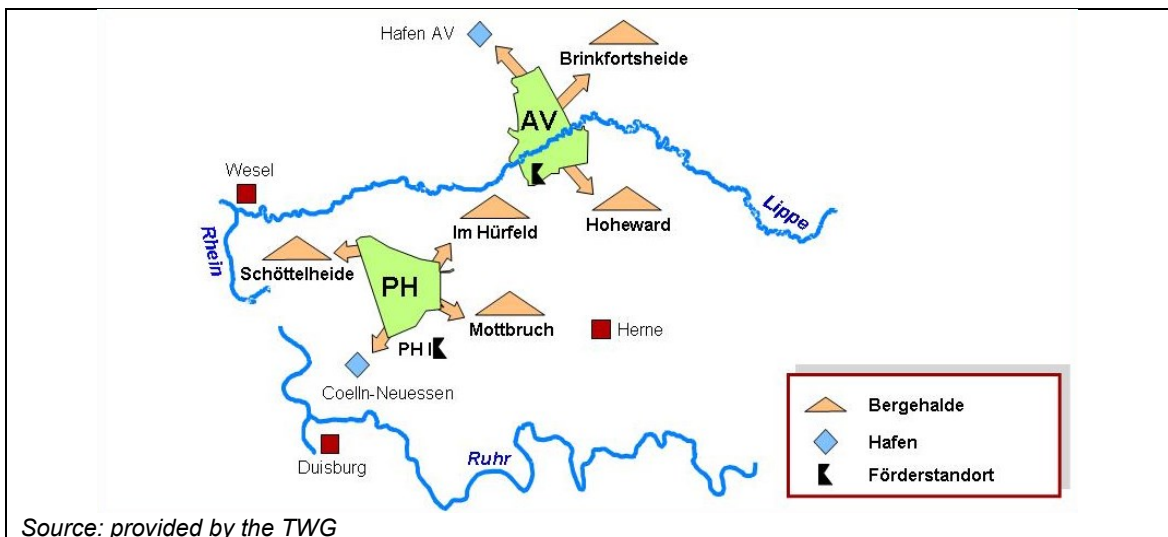 Hafen AV
Brinkfortsheide
AV
Wesel
Lippe
Im Hürfeld
Hoheward
Rhein
Schöttelheide
PH
Mottbruch
Herne
PH I
Coelln-Neuessen
Bergehalde
Hafen
Förderstandort
Duisburg
Ruhr
Source: provided by the TWG